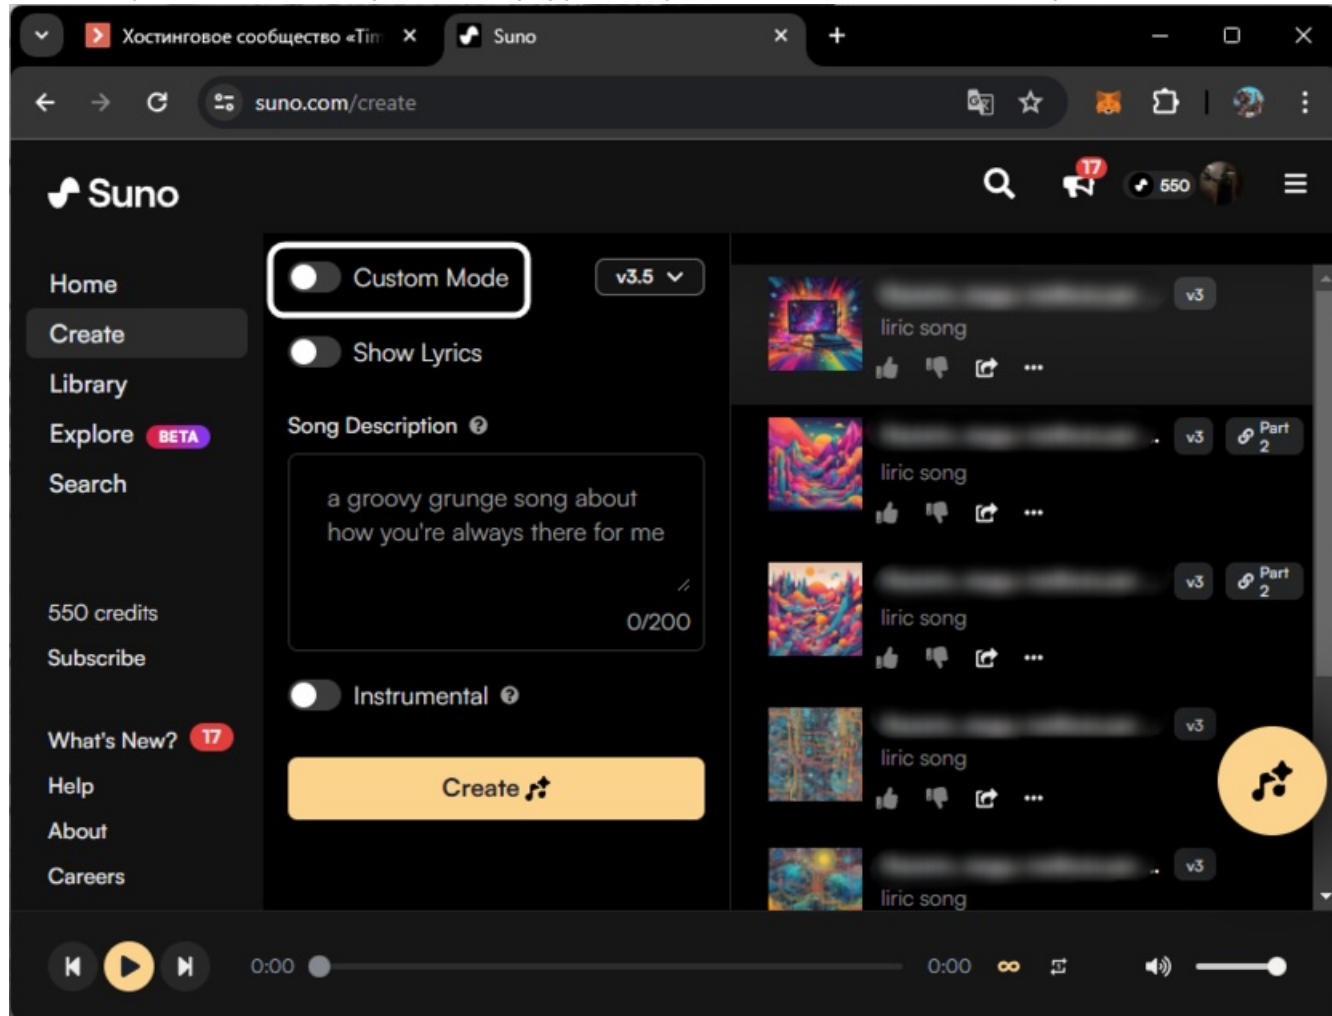 Хостинговое сообщество «Tim
Suno
suno.com/create
Suno
17
550
Home
Create
Library
Explore BETA
Search
550 credits
Subscribe
What's New? 17
Help
About
Careers
Custom Mode
v3.5
Show Lyrics
Song Description
a groovy grunge song about
how you're always there for me
0/200
Instrumental
Create
v3
liric song
v3
Part
2
liric song
v3
Part
2
liric song
v3
liric song
v3
liric song
0:00
0:00